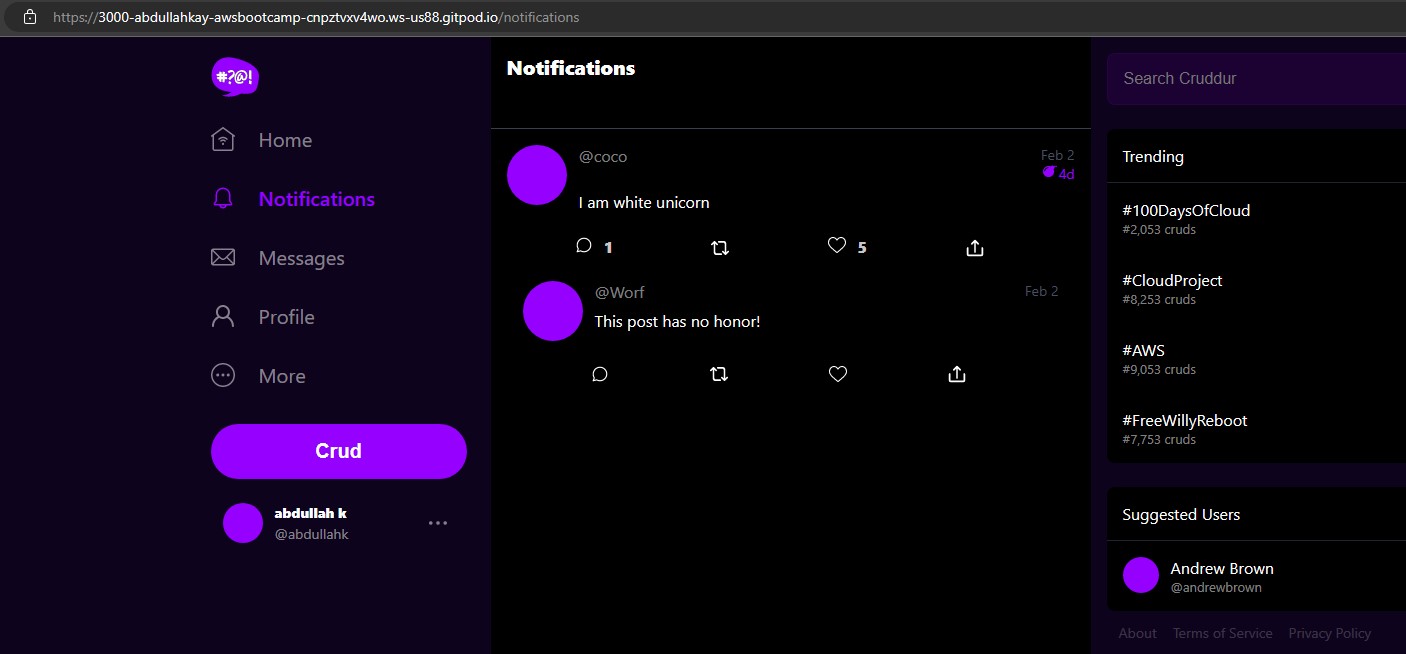 https://3000-abdullahkay-awsbootcamp-cnpztvxv4wo.ws-us88.gitpod.io/notifications
#?@!
Home
Notifications
Messages
Profile
More
Crud
abdullah k
@abdullahk
Notifications
@coco
Feb 2
4d
I am white unicorn
1
5
@Worf
Feb 2
This post has no honor!
Search Cruddur
Trending
#100DaysOfCloud
#2,053 cruds
#CloudProject
#8,253 cruds
#AWS
#9,053 cruds
#FreeWillyReboot
#7,753 cruds
Suggested Users
Andrew Brown
@andrewbrown
About Terms of Service Privacy Policy